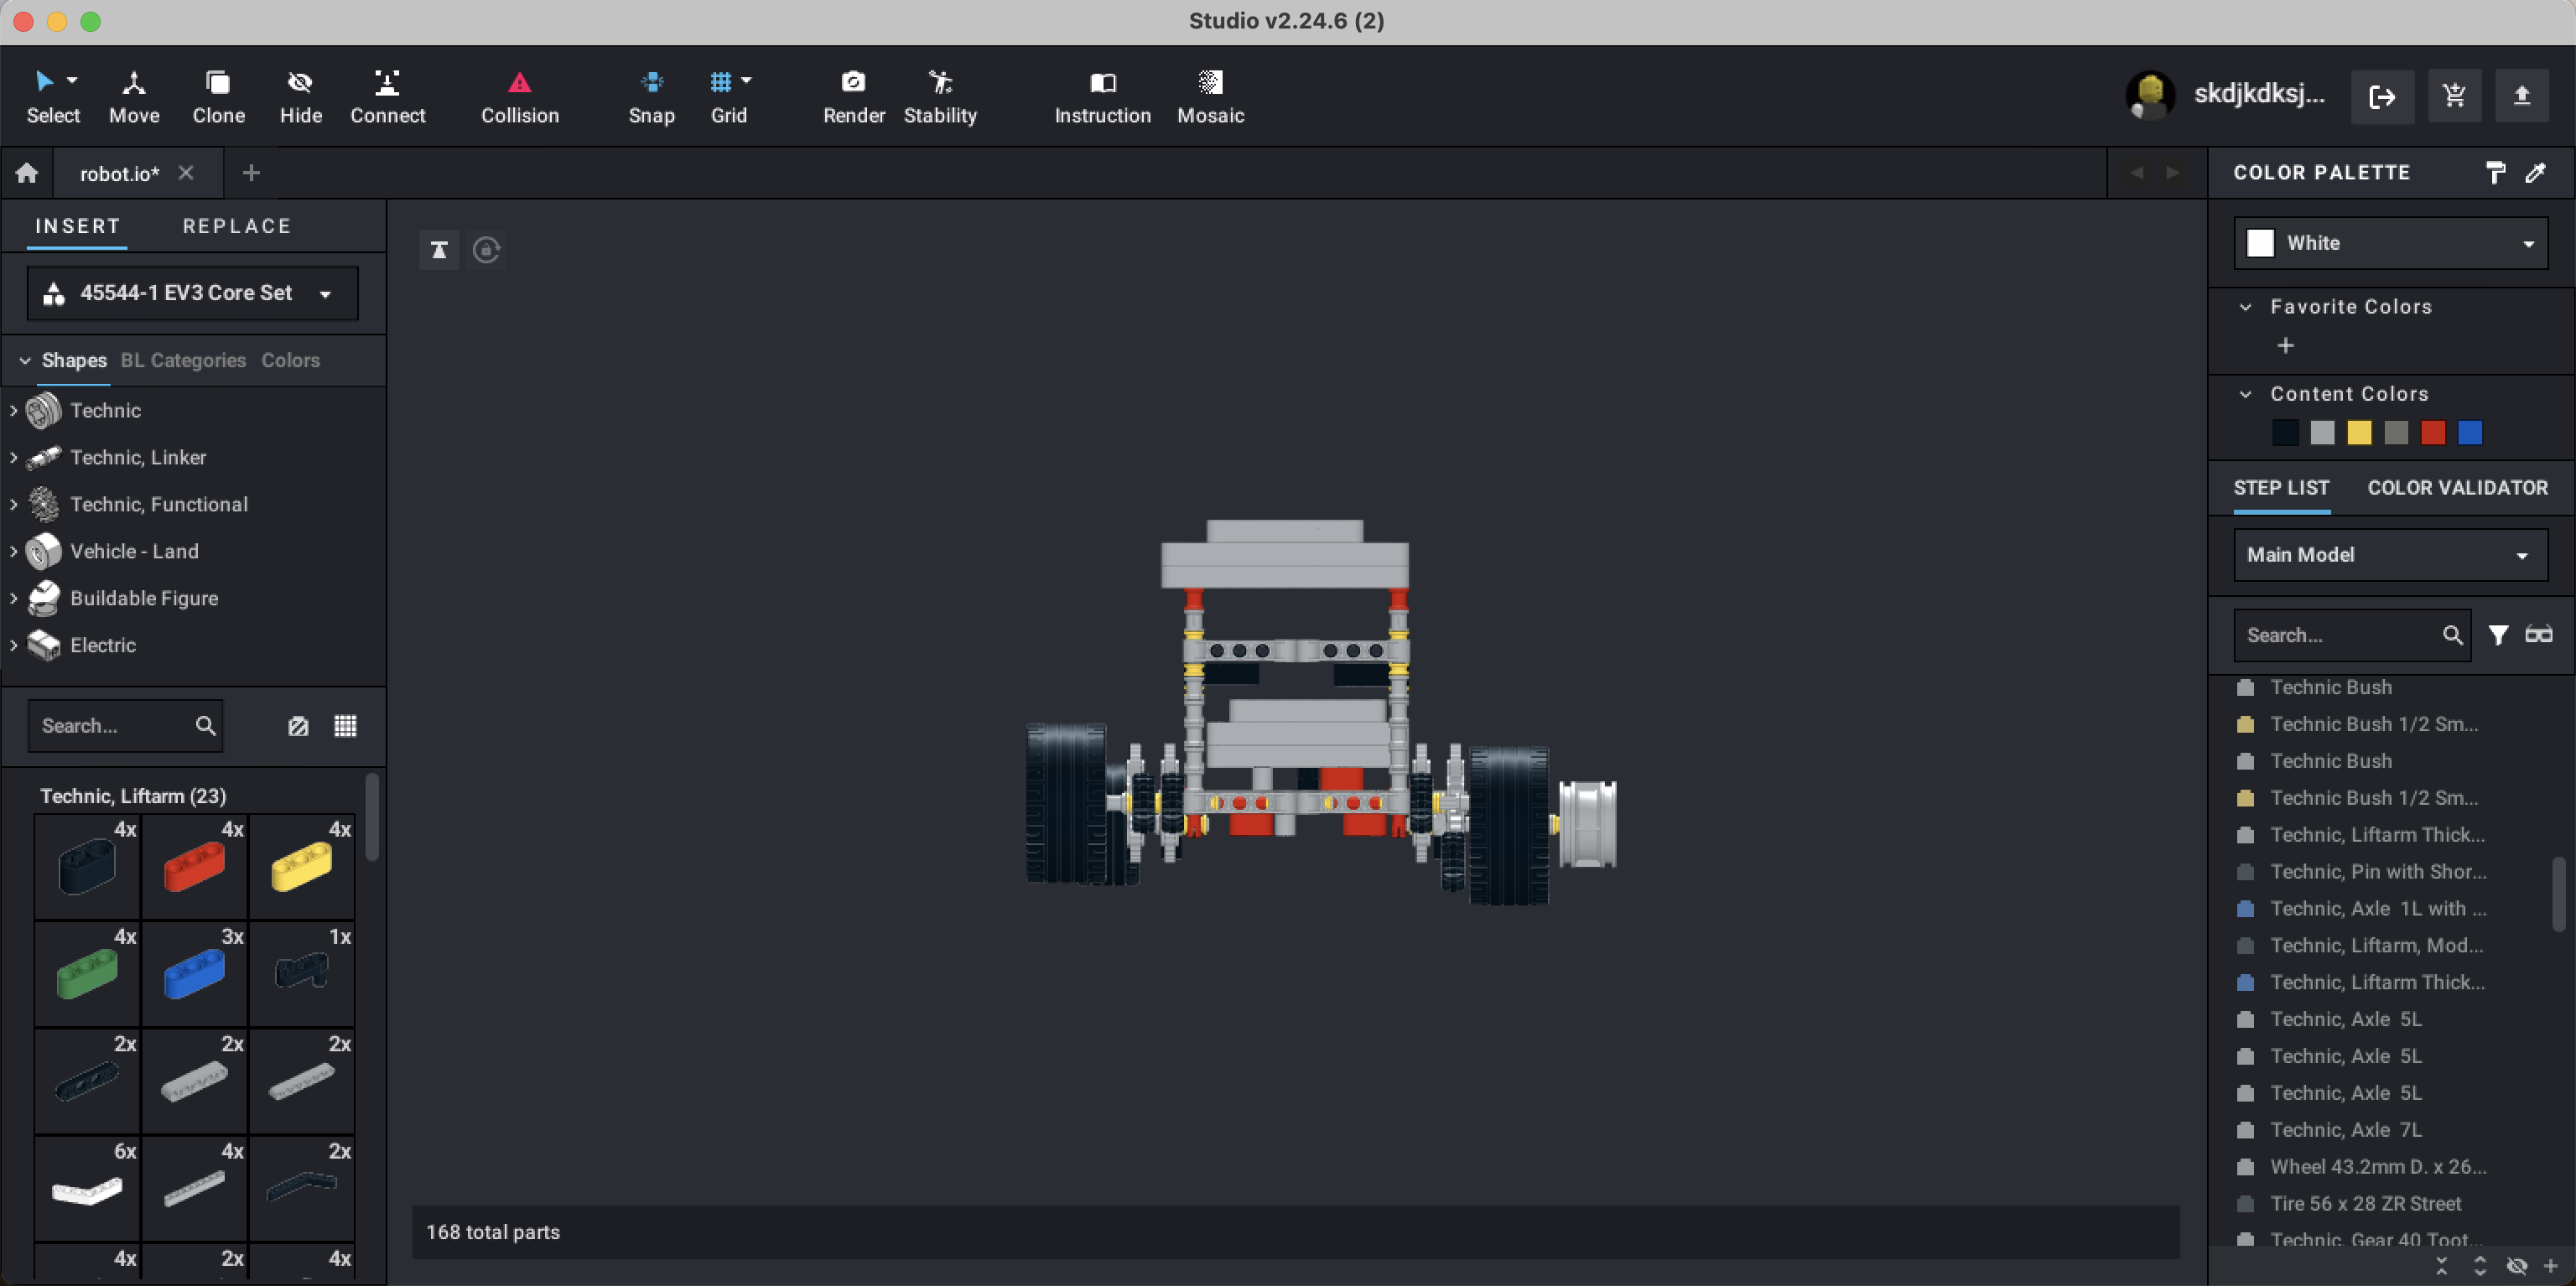 Studio v2.24.6 (2)
Select Move Clone Hide Connect Collision Snap Grid Render Stability Instruction Mosaic skdjkdksj...
robot.io*
INSERT REPLACE
45544-1 EV3 Core Set
Shapes BL Categories Colors
Technic
Technic, Linker
Technic, Functional
Vehicle - Land
Buildable Figure
Electric
Search...
Technic, Liftarm (23)
4x 4x 4x
4x 3x 1x
2x 2x 2x
6x 4x 2x
4x 2x 4x
168 total parts
COLOR PALETTE
White
Favorite Colors
Content Colors
STEP LIST COLOR VALIDATOR
Main Model
Search...
Technic Bush
Technic Bush 1/2 Sm...
Technic Bush
Technic Bush 1/2 Sm...
Technic, Liftarm Thick...
Technic, Pin with Shor...
Technic, Axle 1L with ...
Technic, Liftarm, Mod...
Technic, Liftarm Thick...
Technic, Axle 5L
Technic, Axle 5L
Technic, Axle 5L
Technic, Axle 7L
Wheel 43.2mm D. x 26...
Tire 56 x 28 ZR Street
Technic, Gear 40 Toot...